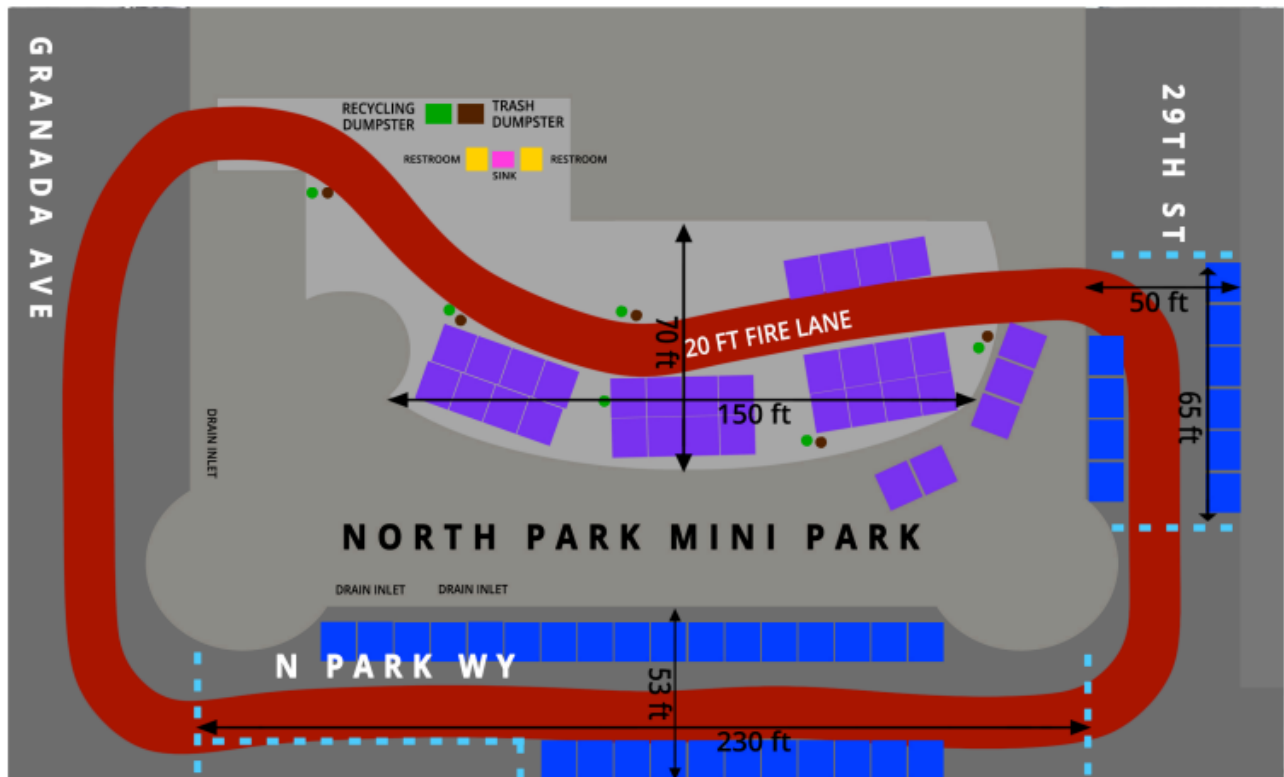 GRANADA AVE
RECYCLING
DUMPSTER
TRASH
DUMPSTER
RESTROOM
SINK
RESTROOM
29TH ST
50 ft
20 FT FIRE LANE
70 ft
150 ft
65 ft
DRAIN INLET
NORTH PARK MINI PARK
DRAIN INLET
DRAIN INLET
N PARK WY
53 ft
230 ft